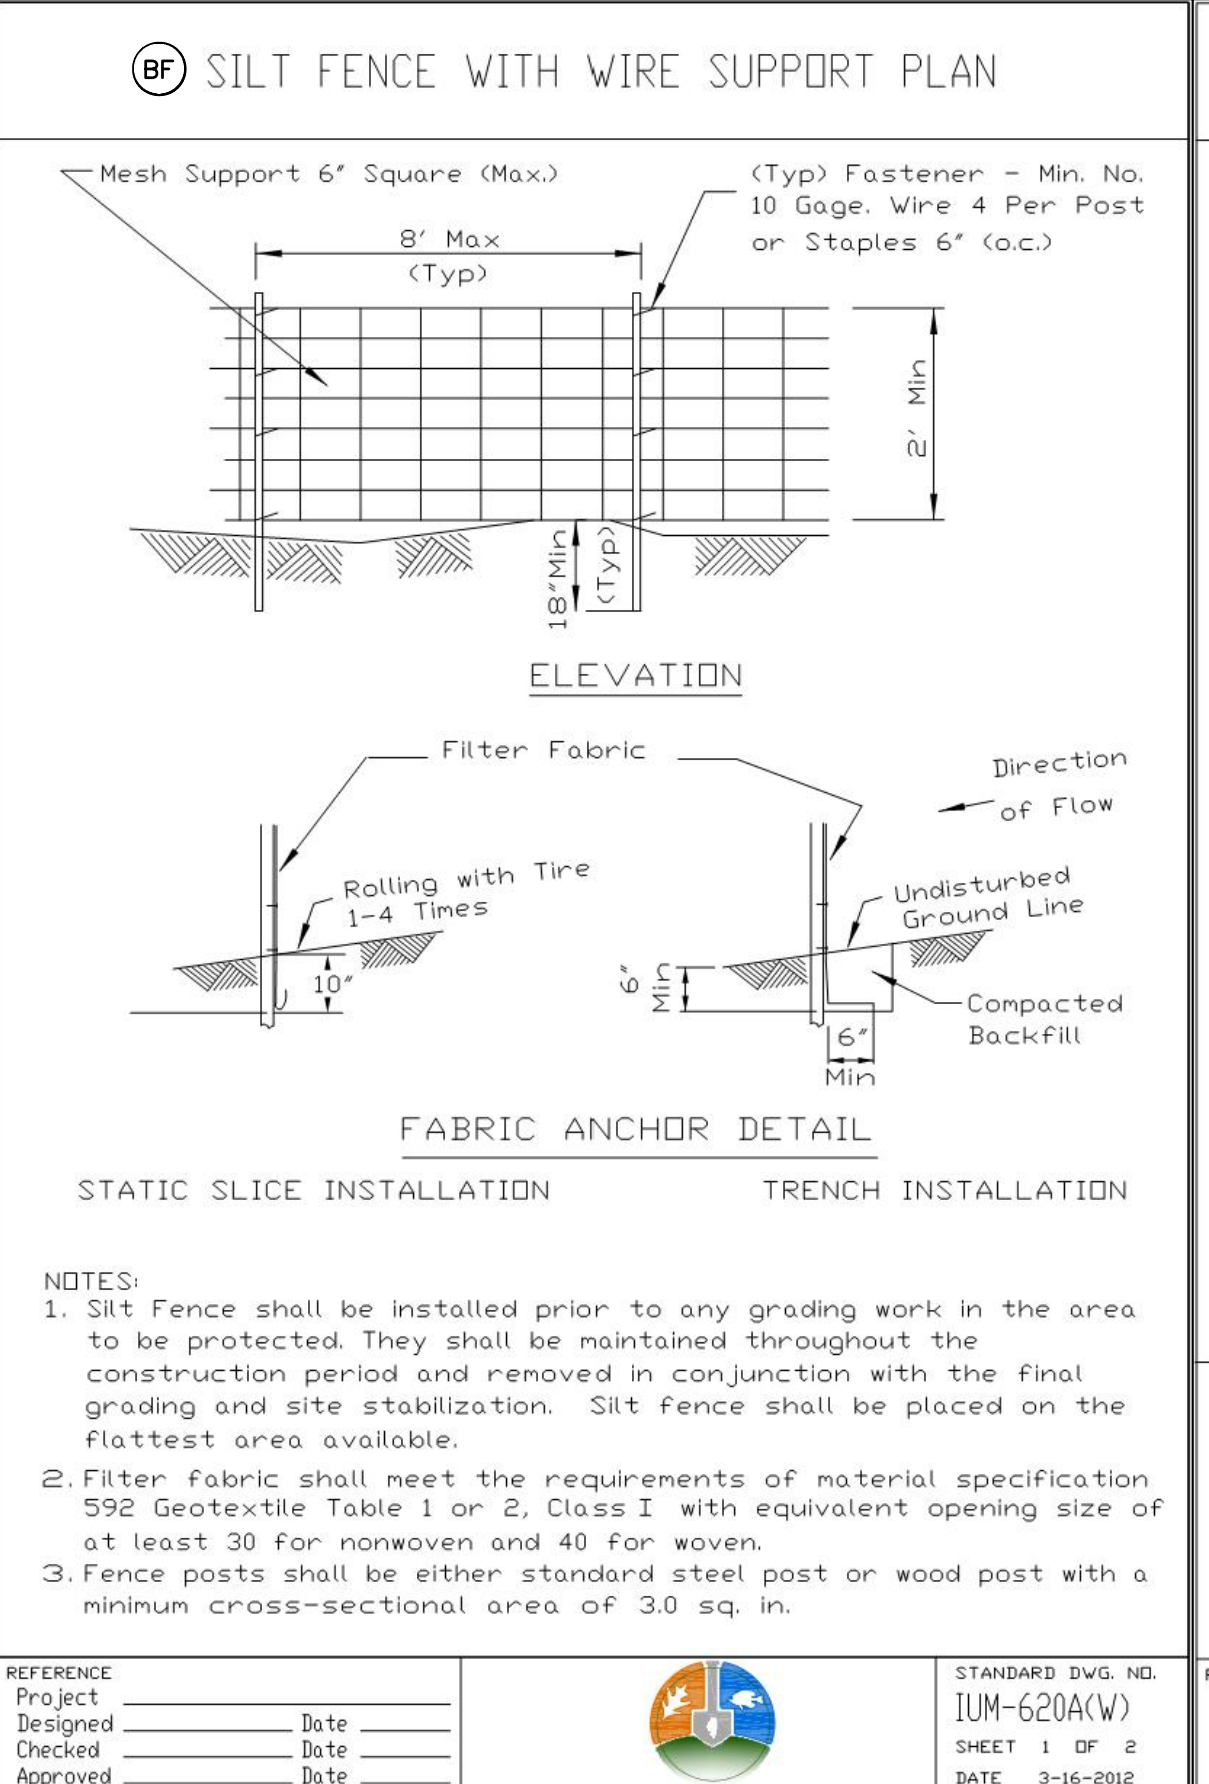 BF SILT FENCE WITH WIRE SUPPORT PLAN
Mesh Support 6" Square (Max.)
(Typ) Fastener - Min. No.
10 Gage. Wire 4 Per Post
or Staples 6" (o.c.)
8' Max
(Typ)
2' Min
18"Min
(Typ)
ELEVATION
Filter Fabric
Direction
of Flow
Rolling with Tire
1-4 Times
10"
Undisturbed
Ground Line
6"
Min
Compacted
Backfill
6"
Min
FABRIC ANCHOR DETAIL
STATIC SLICE INSTALLATION
TRENCH INSTALLATION
NOTES:
1. Silt Fence shall be installed prior to any grading work in the area
to be protected. They shall be maintained throughout the
construction period and removed in conjunction with the final
grading and site stabilization. Silt fence shall be placed on the
flattest area available.
2. Filter fabric shall meet the requirements of material specification
592 Geotextile Table 1 or 2, Class I with equivalent opening size of
at least 30 for nonwoven and 40 for woven.
3. Fence posts shall be either standard steel post or wood post with a
minimum cross-sectional area of 3.0 sq. in.
REFERENCE
Project
Designed Date
Checked Date
Approved Date
STANDARD DWG. NO.
IUM-620A(W)
SHEET 1 OF 2
DATE 3-16-2012